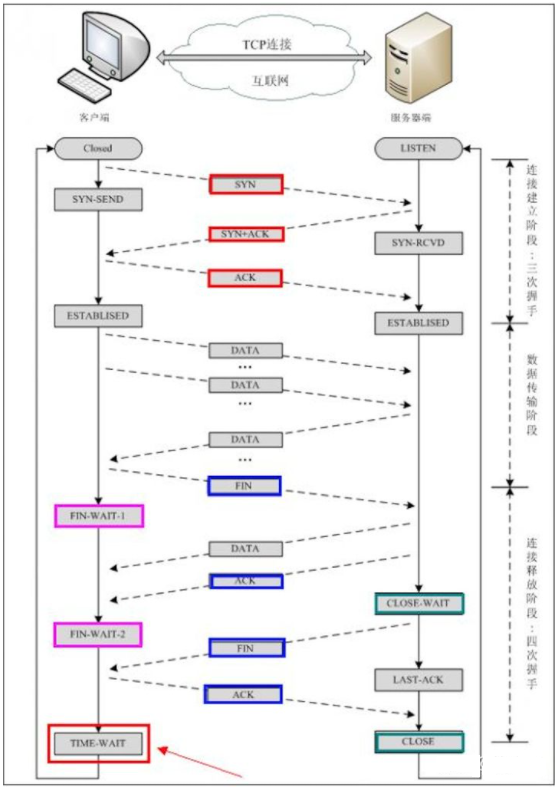 TCP连接
互联网
客户端
服务器端
Closed
LISTEN
SYN
SYN-SEND
SYN+ACK
SYN-RCVD
ACK
ESTABLISED
ESTABLISED
连接建立阶段：三次握手
DATA
...
DATA
...
DATA
...
数据传输阶段
FIN
FIN-WAIT-1
DATA
ACK
CLOSE-WAIT
FIN-WAIT-2
FIN
LAST-ACK
ACK
TIME-WAIT
CLOSE
连接释放阶段：四次握手